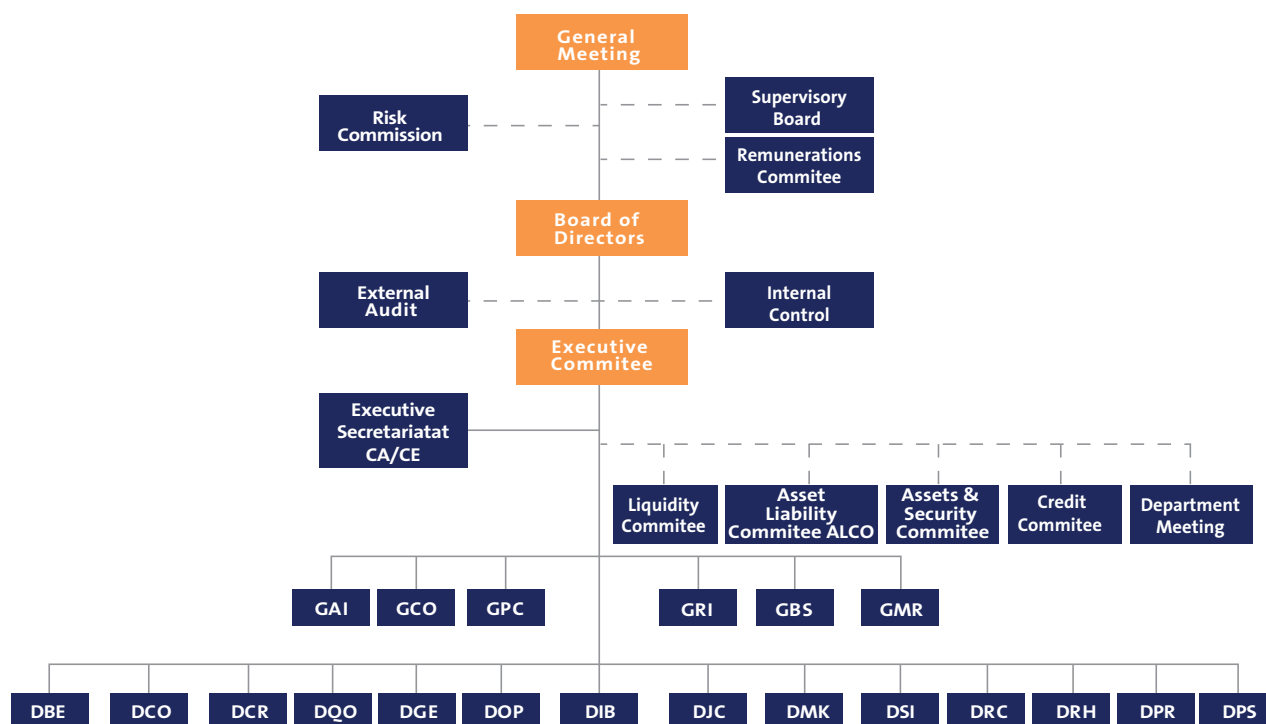 General
Meeting
Risk
Commission
Supervisory
Board
Remunerations
Commitee
Board of
Directors
External
Audit
Internal
Control
Executive
Commitee
Executive
Secretariatat
CA/CE
Liquidity
Commitee
Asset
Liability
Commitee ALCO
Assets &
Security
Commitee
Credit
Commitee
Department
Meeting
GAI
GCO
GPC
GRI
GBS
GMR
DBE
DCO
DCR
DQO
DGE
DOP
DIB
DJC
DMK
DSI
DRC
DRH
DPR
DPS